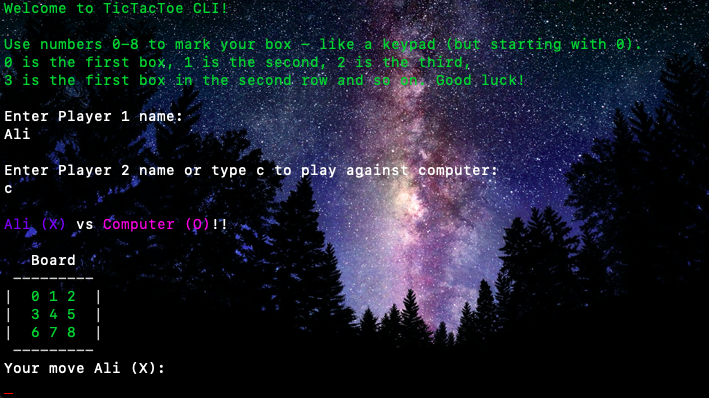 Welcome to TicTacToe CLI!
Use numbers 0-8 to mark your box - like a keypad (but starting with 0).
0 is the first box, 1 is the second, 2 is the third,
3 is the first box in the second row and so on. Good luck!
Enter Player 1 name:
Ali
Enter Player 2 name or type c to play against computer:
c
Ali (X) vs Computer (O)!!
Board
---------
| 0 1 2 |
| 3 4 5 |
| 6 7 8 |
---------
Your move Ali (X):
_